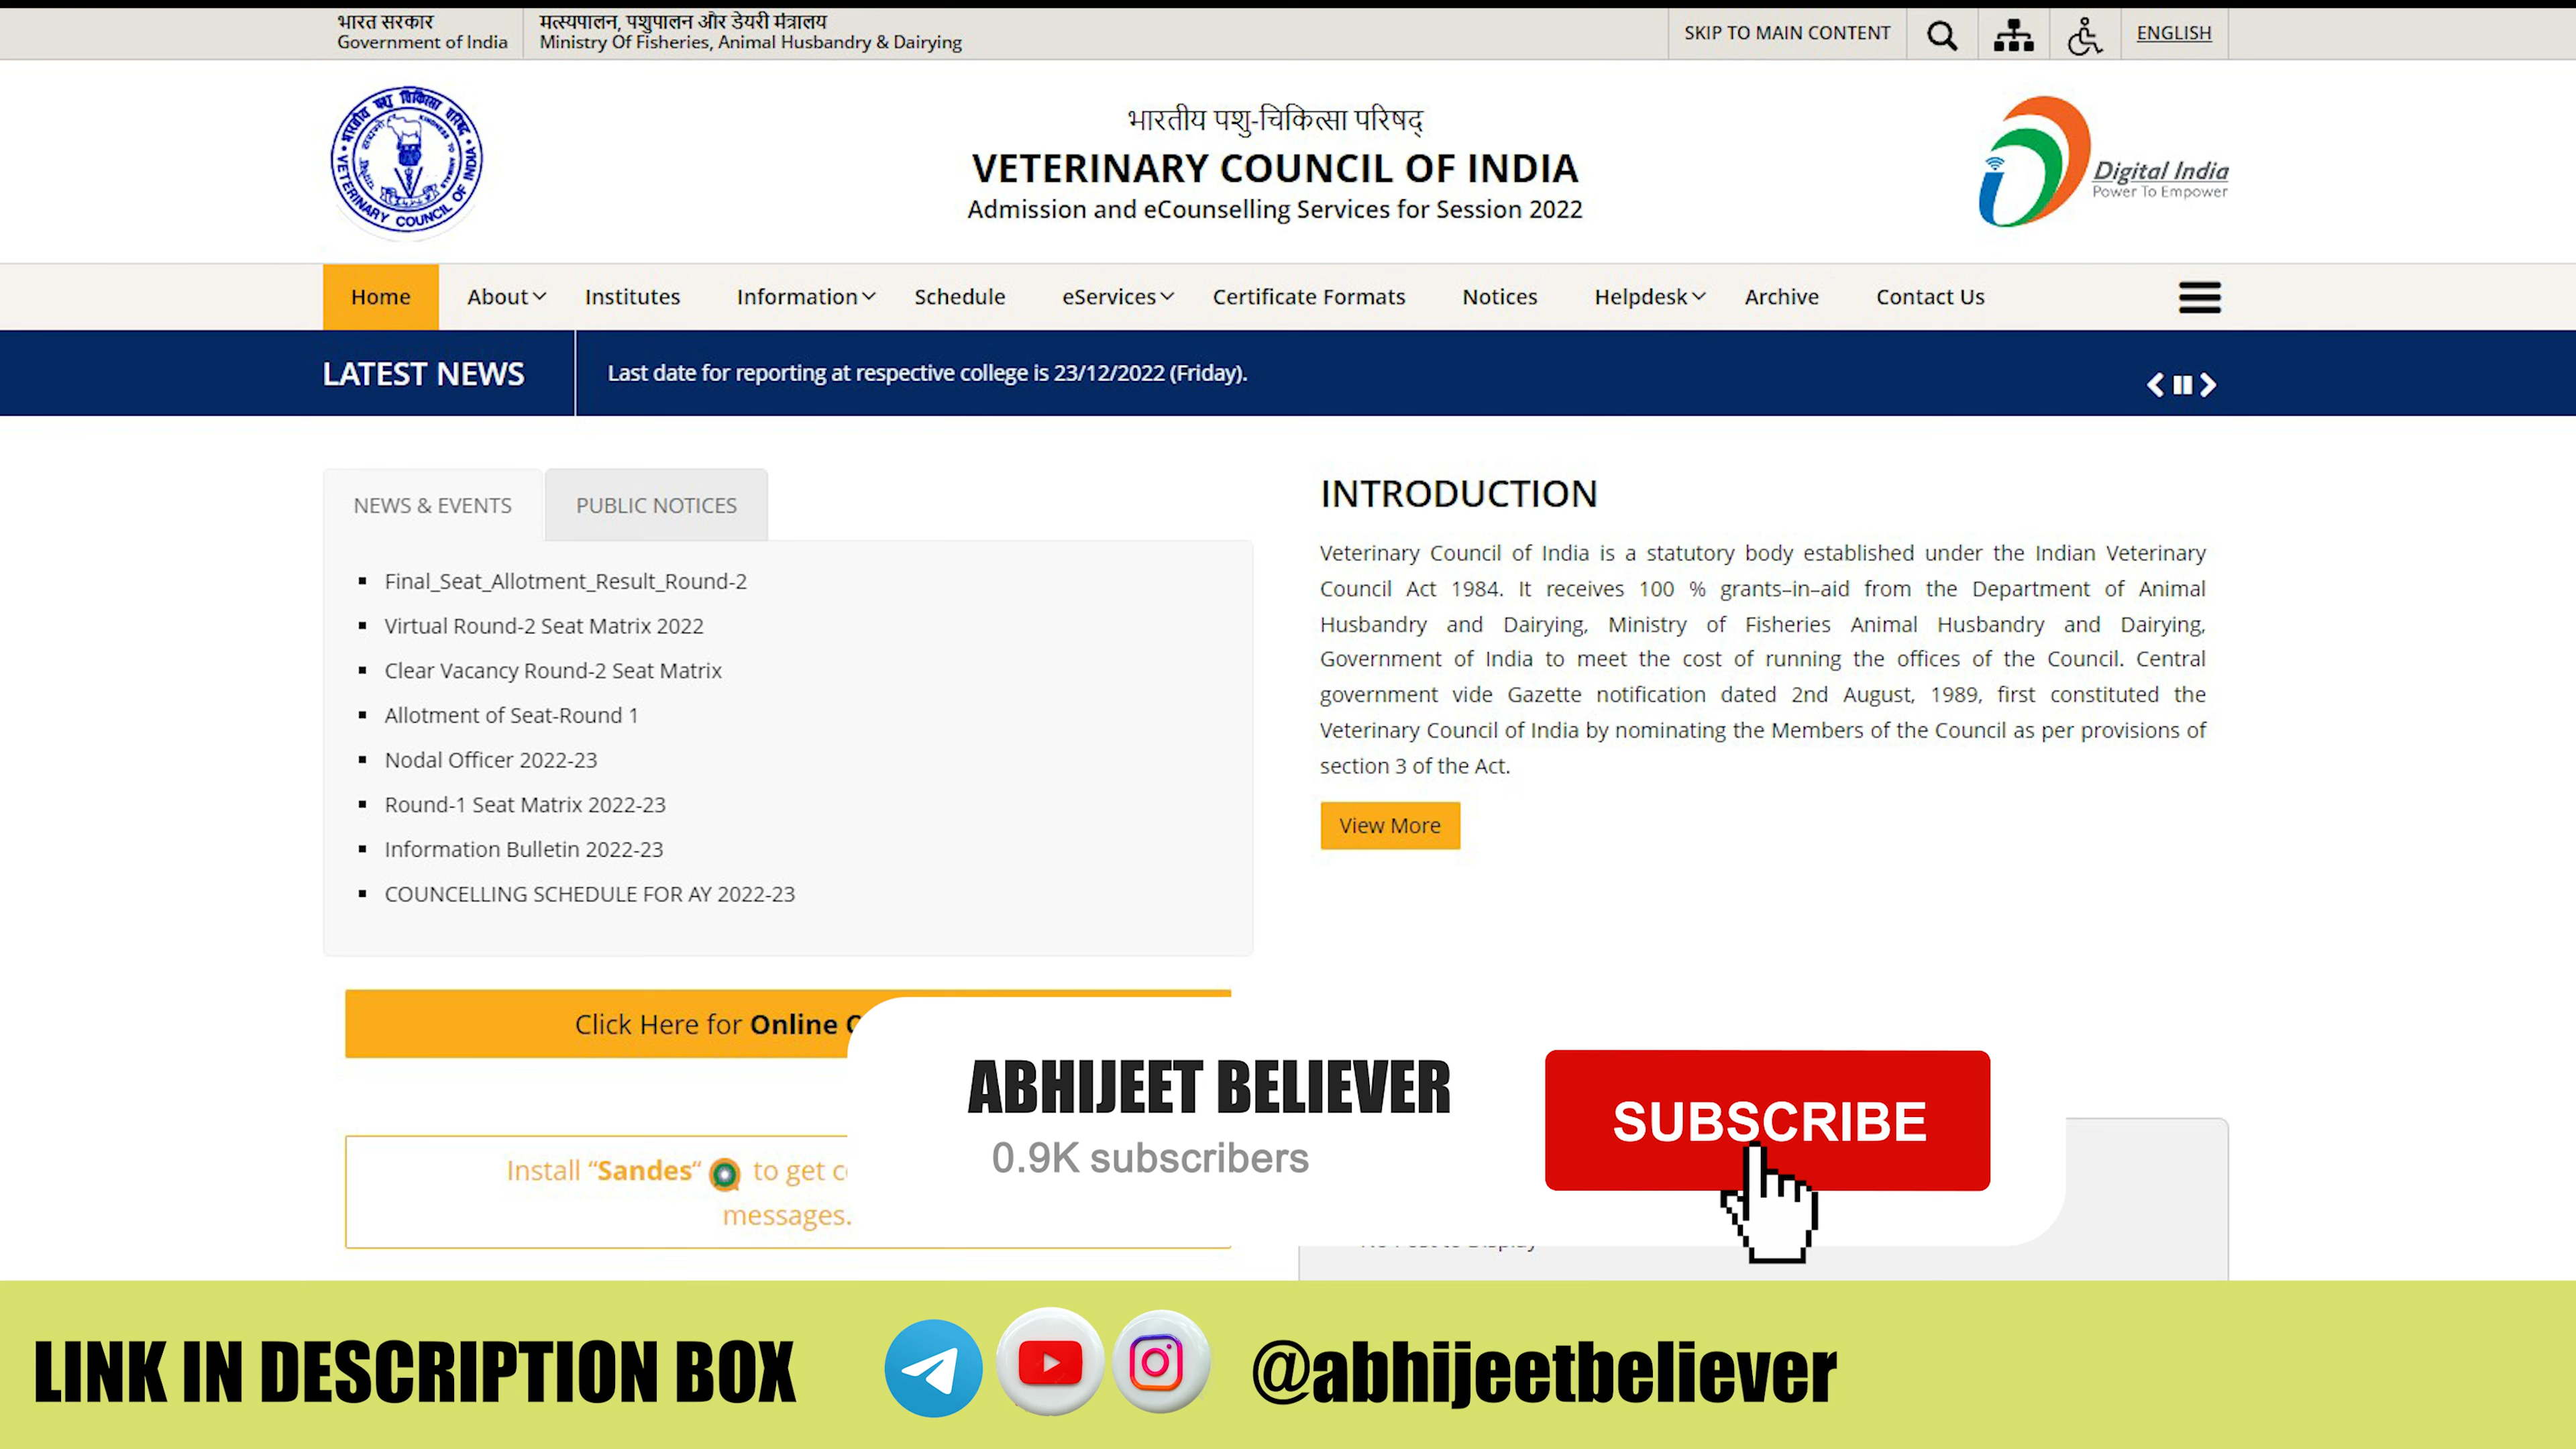 भारत सरकार
Government of India
मत्स्यपालन, पशुपालन और डेयरी मंत्रालय
Ministry Of Fisheries, Animal Husbandry & Dairying
SKIP TO MAIN CONTENT
ENGLISH
VETERINARY COUNCIL OF INDIA
भारतीय पशु-चिकित्सा परिषद्
VETERINARY COUNCIL OF INDIA
Admission and eCounselling Services for Session 2022
Digital India
Power To Empower
Home
About
Institutes
Information
Schedule
eServices
Certificate Formats
Notices
Helpdesk
Archive
Contact Us
LATEST NEWS
Last date for reporting at respective college is 23/12/2022 (Friday).
NEWS & EVENTS
PUBLIC NOTICES
Final_Seat_Allotment_Result_Round-2
Virtual Round-2 Seat Matrix 2022
Clear Vacancy Round-2 Seat Matrix
Allotment of Seat-Round 1
Nodal Officer 2022-23
Round-1 Seat Matrix 2022-23
Information Bulletin 2022-23
COUNCELLING SCHEDULE FOR AY 2022-23
INTRODUCTION
Veterinary Council of India is a statutory body established under the Indian Veterinary
Council Act 1984. It receives 100 % grants–in–aid from the Department of Animal
Husbandry and Dairying, Ministry of Fisheries Animal Husbandry and Dairying,
Government of India to meet the cost of running the offices of the Council. Central
government vide Gazette notification dated 2nd August, 1989, first constituted the
Veterinary Council of India by nominating the Members of the Council as per provisions of
section 3 of the Act.
View More
Click Here for Online
Install “Sandes“ to get
messages.
ABHIJEET BELIEVER
0.9K subscribers
SUBSCRIBE
LINK IN DESCRIPTION BOX
@abhijeetbeliever